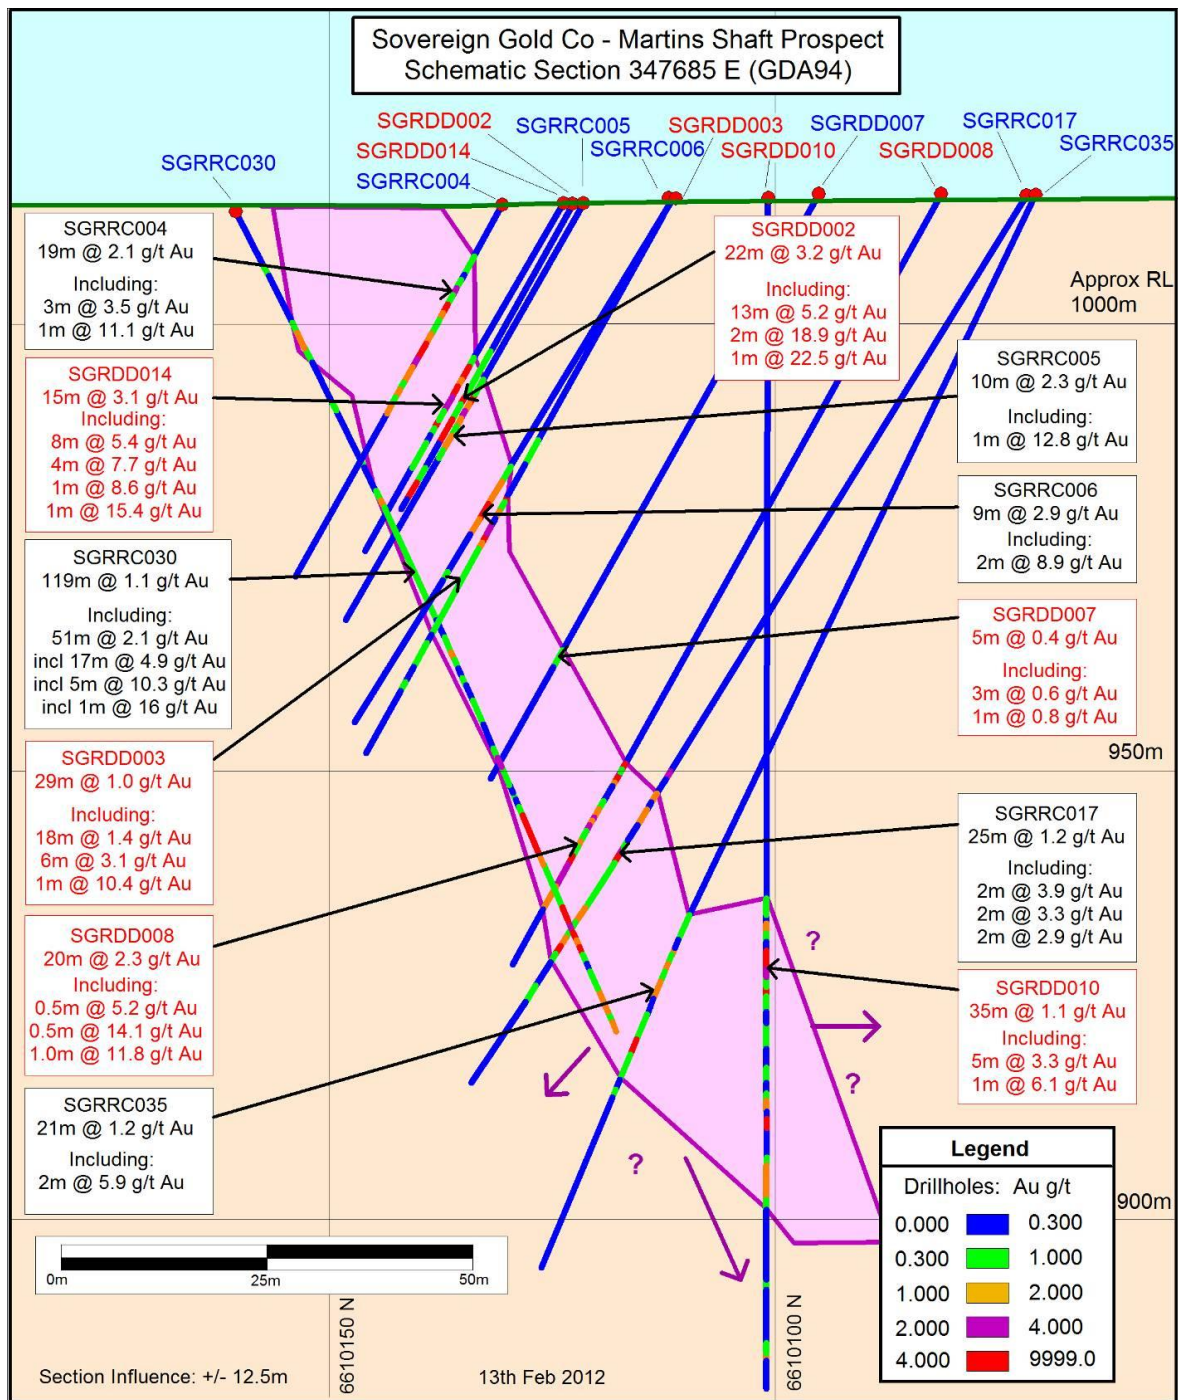 Sovereign Gold Co - Martins Shaft Prospect
Schematic Section 347685 E (GDA94)
SGRRC030
SGRDD002
SGRDD014
SGRRC004
SGRRC005
SGRRC006
SGRDD003
SGRDD010
SGRDD007
SGRDD008
SGRRC017
SGRRC035
SGRRC004
19m @ 2.1 g/t Au
Including:
3m @ 3.5 g/t Au
1m @ 11.1 g/t Au
SGRDD014
15m @ 3.1 g/t Au
Including:
8m @ 5.4 g/t Au
4m @ 7.7 g/t Au
1m @ 8.6 g/t Au
1m @ 15.4 g/t Au
SGRRC030
119m @ 1.1 g/t Au
Including:
51m @ 2.1 g/t Au
incl 17m @ 4.9 g/t Au
incl 5m @ 10.3 g/t Au
incl 1m @ 16 g/t Au
SGRDD003
29m @ 1.0 g/t Au
Including:
18m @ 1.4 g/t Au
6m @ 3.1 g/t Au
1m @ 10.4 g/t Au
SGRDD008
20m @ 2.3 g/t Au
Including:
0.5m @ 5.2 g/t Au
0.5m @ 14.1 g/t Au
1.0m @ 11.8 g/t Au
SGRRC035
21m @ 1.2 g/t Au
Including:
2m @ 5.9 g/t Au
SGRDD002
22m @ 3.2 g/t Au
Including:
13m @ 5.2 g/t Au
2m @ 18.9 g/t Au
1m @ 22.5 g/t Au
Approx RL
1000m
SGRRC005
10m @ 2.3 g/t Au
Including:
1m @ 12.8 g/t Au
SGRRC006
9m @ 2.9 g/t Au
Including:
2m @ 8.9 g/t Au
SGRDD007
5m @ 0.4 g/t Au
Including:
3m @ 0.6 g/t Au
1m @ 0.8 g/t Au
950m
SGRRC017
25m @ 1.2 g/t Au
Including:
2m @ 3.9 g/t Au
2m @ 3.3 g/t Au
2m @ 2.9 g/t Au
SGRDD010
35m @ 1.1 g/t Au
Including:
5m @ 3.3 g/t Au
1m @ 6.1 g/t Au
?
?
?
900m
Legend
Drillholes: Au g/t
0.000 0.300
0.300 1.000
1.000 2.000
2.000 4.000
4.000 9999.0
0m 25m 50m
6610150 N
6610100 N
Section Influence: +/- 12.5m
13th Feb 2012